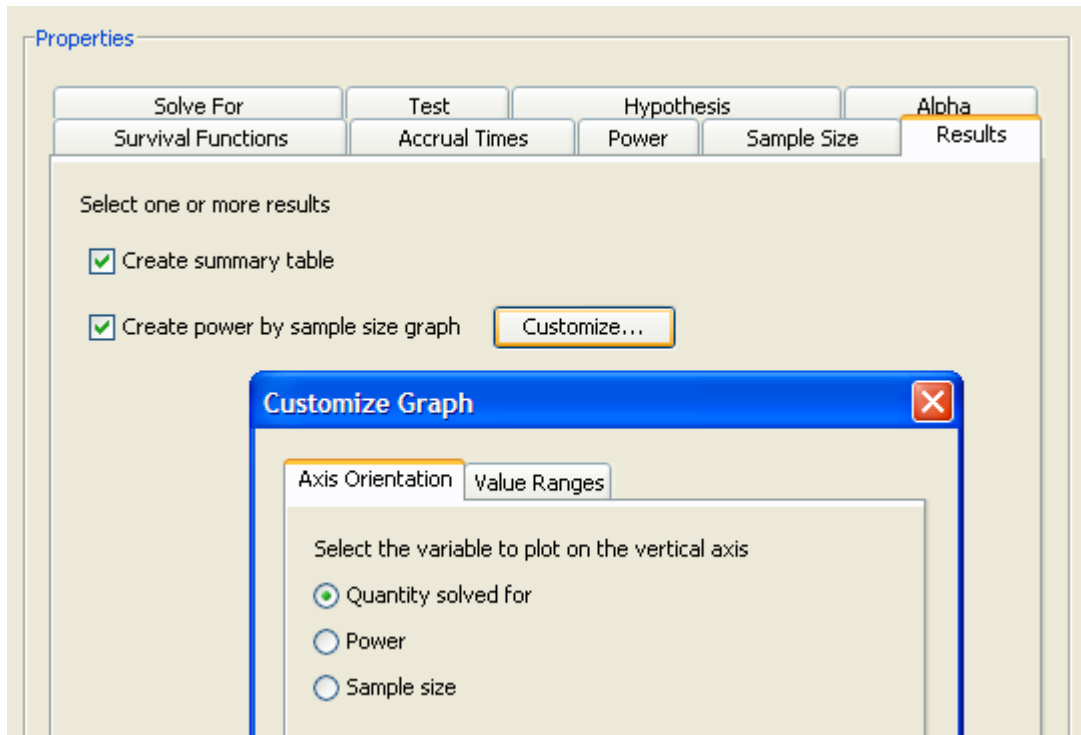 Properties
Solve For Test Hypothesis Alpha
Survival Functions Accrual Times Power Sample Size Results
Select one or more results
Create summary table
Create power by sample size graph Customize...
Customize Graph
Axis Orientation Value Ranges
Select the variable to plot on the vertical axis
Quantity solved for
Power
Sample size